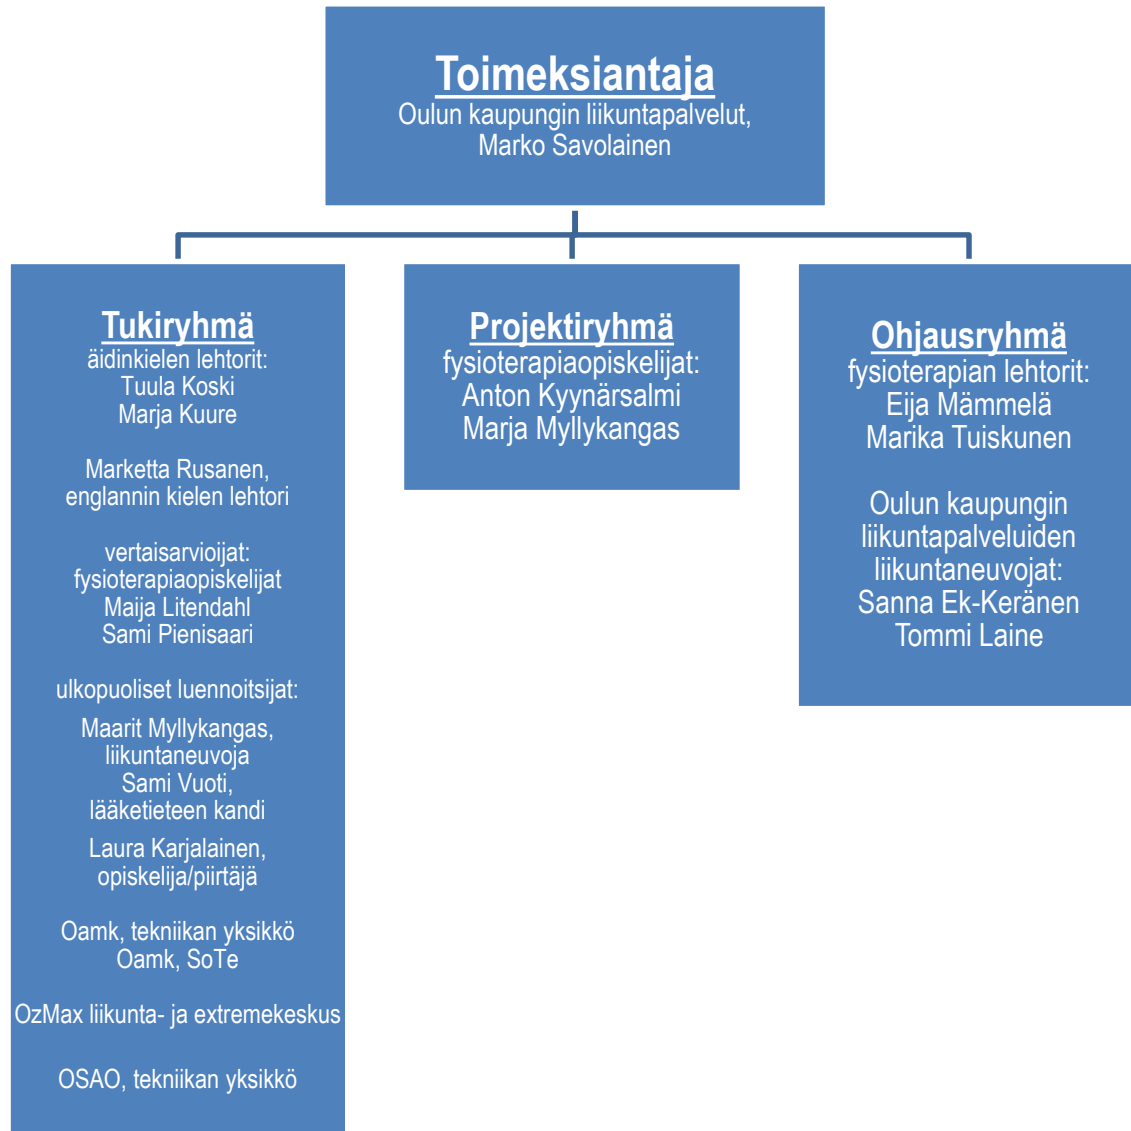 Toimeksiantaja
Oulun kaupungin liikuntapalvelut,
Marko Savolainen
Tukiryhmä
äidinkielen lehtorit:
Tuula Koski
Marja Kuure
Marketta Rusanen,
englannin kielen lehtori
vertaisarvioijat:
fysioterapiaopiskelijat
Maija Litendahl
Sami Pienisaari
ulkopuoliset luennoitsijat:
Maarit Myllykangas,
liikuntaneuvoja
Sami Vuoti,
lääketieteen kandi
Laura Karjalainen,
opiskelija/piirtäjä
Oamk, tekniikan yksikkö
Oamk, SoTe
OzMax liikunta- ja extremekeskus
OSAO, tekniikan yksikkö
Projektiryhmä
fysioterapiaopiskelijat:
Anton Kyynärsalmi
Marja Myllykangas
Ohjausryhmä
fysioterapian lehtorit:
Eija Mämmelä
Marika Tuiskunen
Oulun kaupungin
liikuntapalveluiden
liikuntaneuvojat:
Sanna Ek-Keränen
Tommi Laine